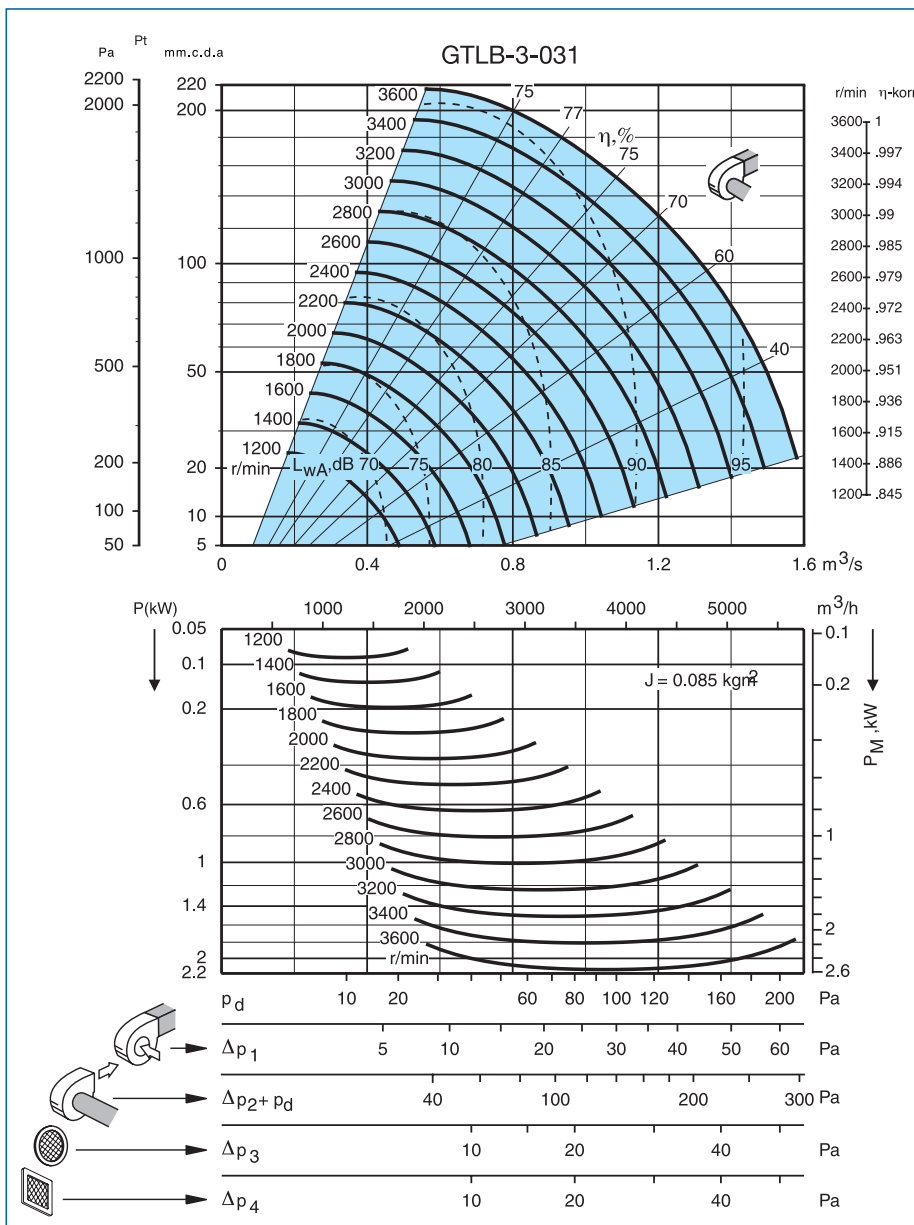 GTLB-3-031
Pa Pt mm.c.d.a
r/min η-korr
2200 220 3600 75 3600 1
2000 200 77
3400 η,% 3400 .997
75
3200 3200 .994
3000 70 3000 .99
2800 2800 .985
1000 100 2600 60 2600 .979
2400 2400 .972
2200 2200 .963
500 50 2000 40 2000 .951
1800 1800 .936
1600 1600 .915
1400
200 20 1200 LwA,dB 70 75 80 85 90 95 1400 .886
r/min
100 10 1200 .845
50 5
0 0.4 0.8 1.2 1.6 m³/s
P(kW) 1000 2000 3000 4000 5000 m³/h
0.05 0.1
1200
0.1 1400 J = 0.085 kgm²
1600 0.2
0.2 1800
2000 PM,kW
2200
2400
0.6 2600
2800 1
1 3000
3200
1.4 3400
3600 2
2 r/min
2.2 2.6
pd 10 20 60 80 100 120 160 200 Pa
Δp1 5 10 20 30 40 50 60 Pa
Δp2+ pd 40 100 200 300 Pa
Δp3 10 20 40 Pa
Δp4 10 20 40 Pa